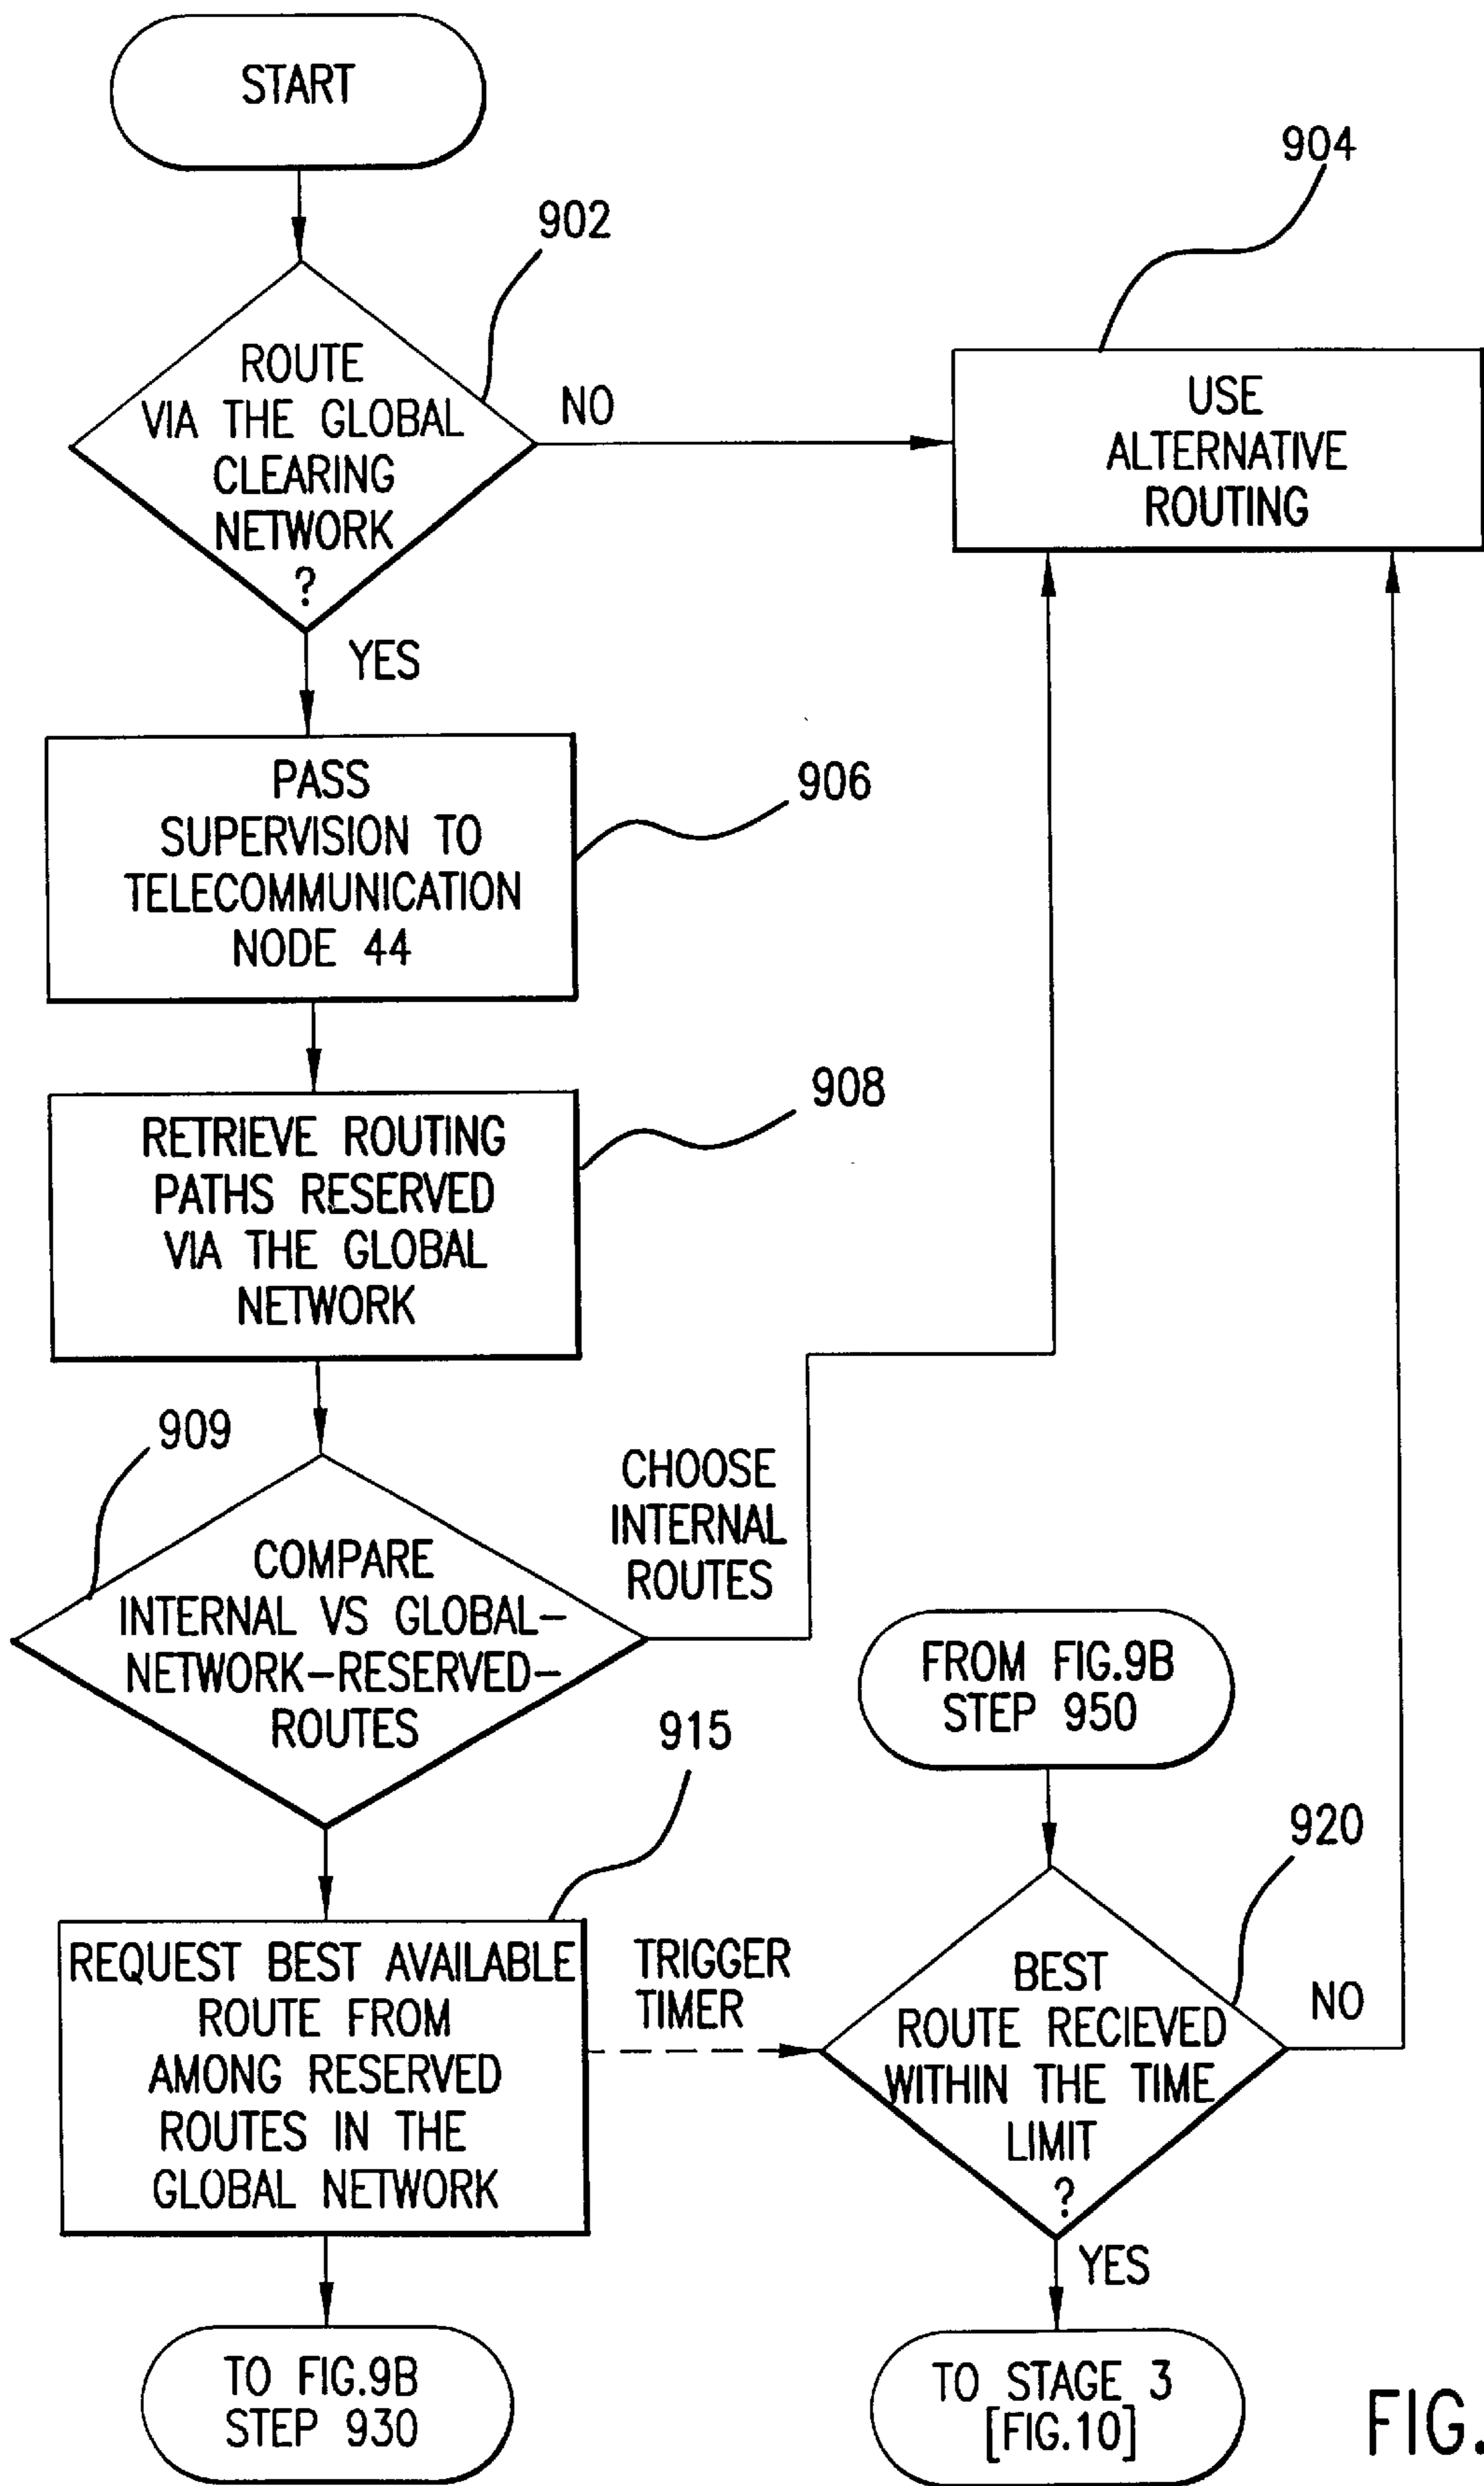 START
902
904
ROUTE
VIA THE GLOBAL
CLEARING
NETWORK
?
NO
YES
USE
ALTERNATIVE
ROUTING
PASS
SUPERVISION TO
TELECOMMUNICATION
NODE 44
906
RETRIEVE ROUTING
PATHS RESERVED
VIA THE GLOBAL
NETWORK
908
909
COMPARE
INTERNAL VS GLOBAL-
NETWORK-RESERVED-
ROUTES
CHOOSE
INTERNAL
ROUTES
915
REQUEST BEST AVAILABLE
ROUTE FROM
AMONG RESERVED
ROUTES IN THE
GLOBAL NETWORK
TRIGGER
TIMER
FROM FIG.9B
STEP 950
920
BEST
ROUTE RECIEVED
WITHIN THE TIME
LIMIT
?
NO
YES
TO FIG.9B
STEP 930
TO STAGE 3
[FIG.10]
FIG.